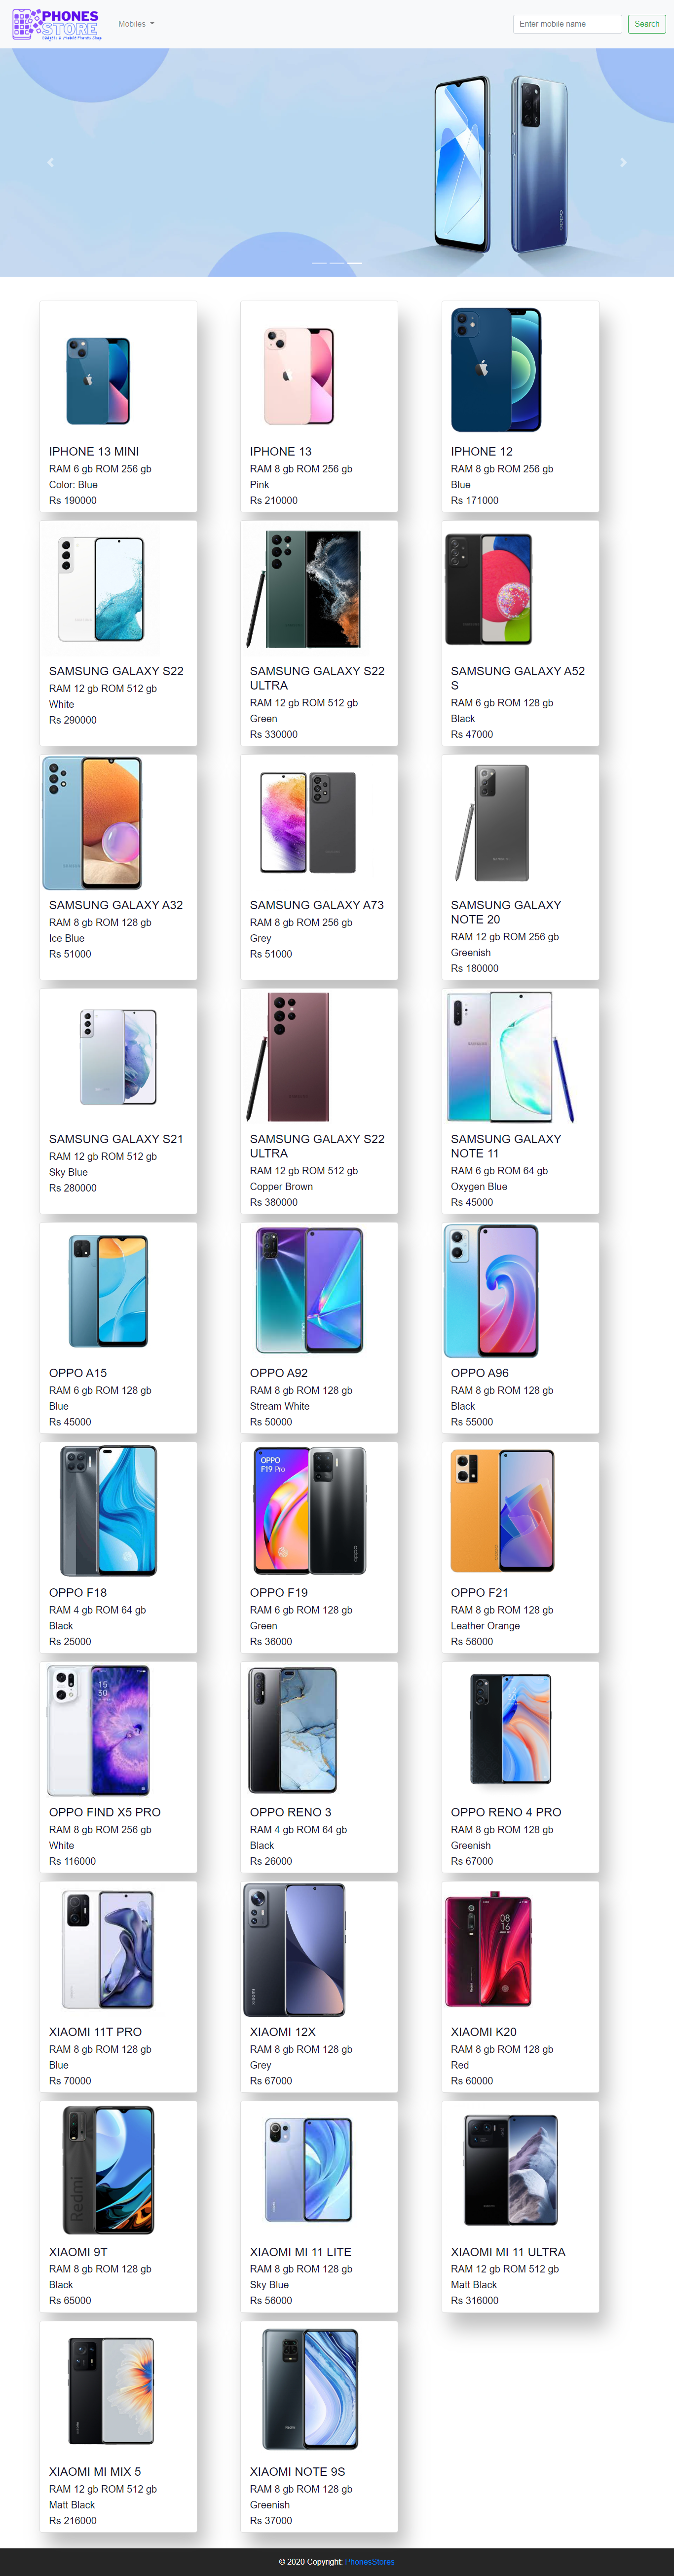 PHONES
STORE
Gadgets & Mobile Phones Shop
Mobiles
Enter mobile name
Search
oppo
IPHONE 13 MINI
RAM 6 gb ROM 256 gb
Color: Blue
Rs 190000
IPHONE 13
RAM 8 gb ROM 256 gb
Pink
Rs 210000
IPHONE 12
RAM 8 gb ROM 256 gb
Blue
Rs 171000
SAMSUNG GALAXY S22
RAM 12 gb ROM 512 gb
White
Rs 290000
SAMSUNG GALAXY S22
ULTRA
RAM 12 gb ROM 512 gb
Green
Rs 330000
SAMSUNG GALAXY A52
S
RAM 6 gb ROM 128 gb
Black
Rs 47000
SAMSUNG GALAXY A32
RAM 8 gb ROM 128 gb
Ice Blue
Rs 51000
SAMSUNG GALAXY A73
RAM 8 gb ROM 256 gb
Grey
Rs 51000
SAMSUNG GALAXY
NOTE 20
RAM 12 gb ROM 256 gb
Greenish
Rs 180000
SAMSUNG GALAXY S21
RAM 12 gb ROM 512 gb
Sky Blue
Rs 280000
SAMSUNG GALAXY S22
ULTRA
RAM 12 gb ROM 512 gb
Copper Brown
Rs 380000
SAMSUNG GALAXY
NOTE 11
RAM 6 gb ROM 64 gb
Oxygen Blue
Rs 45000
OPPO A15
RAM 6 gb ROM 128 gb
Blue
Rs 45000
OPPO A92
RAM 8 gb ROM 128 gb
Stream White
Rs 50000
OPPO A96
RAM 8 gb ROM 128 gb
Black
Rs 55000
OPPO F18
RAM 4 gb ROM 64 gb
Black
Rs 25000
OPPO
F19 Pro
oppo
OPPO F19
RAM 6 gb ROM 128 gb
Green
Rs 36000
OPPO F21
RAM 8 gb ROM 128 gb
Leather Orange
Rs 56000
15
30
OPPO FIND X5 PRO
RAM 8 gb ROM 256 gb
White
Rs 116000
OPPO RENO 3
RAM 4 gb ROM 64 gb
Black
Rs 26000
OPPO RENO 4 PRO
RAM 8 gb ROM 128 gb
Greenish
Rs 67000
XIAOMI 11T PRO
RAM 8 gb ROM 128 gb
Blue
Rs 70000
XIAOMI 12X
RAM 8 gb ROM 128 gb
Grey
Rs 67000
08
16
Redmi
XIAOMI K20
RAM 8 gb ROM 128 gb
Red
Rs 60000
Redmi
XIAOMI 9T
RAM 8 gb ROM 128 gb
Black
Rs 65000
XIAOMI MI 11 LITE
RAM 8 gb ROM 128 gb
Sky Blue
Rs 56000
XIAOMI MI 11 ULTRA
RAM 12 gb ROM 512 gb
Matt Black
Rs 316000
XIAOMI MI MIX 5
RAM 12 gb ROM 512 gb
Matt Black
Rs 216000
Redmi
XIAOMI NOTE 9S
RAM 8 gb ROM 128 gb
Greenish
Rs 37000
© 2020 Copyright: PhonesStores